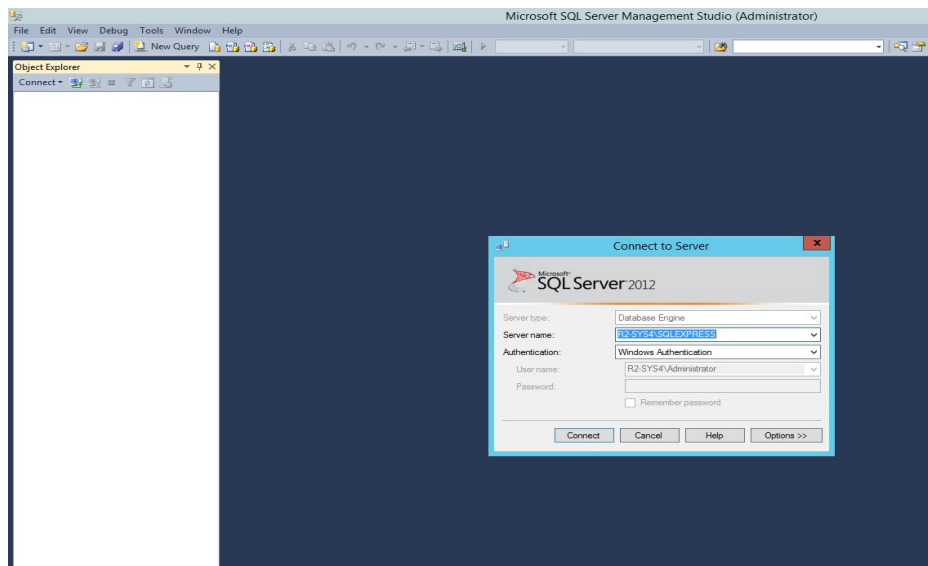 Microsoft SQL Server Management Studio (Administrator)
File Edit View Debug Tools Window Help
New Query
Object Explorer
Connect
Connect to Server
Microsoft
SQL Server 2012
Server type: Database Engine
Server name: R2-SYS4\SQLEXPRESS
Authentication: Windows Authentication
User name: R2-SYS4\Administrator
Password:
Remember password
Connect Cancel Help Options >>